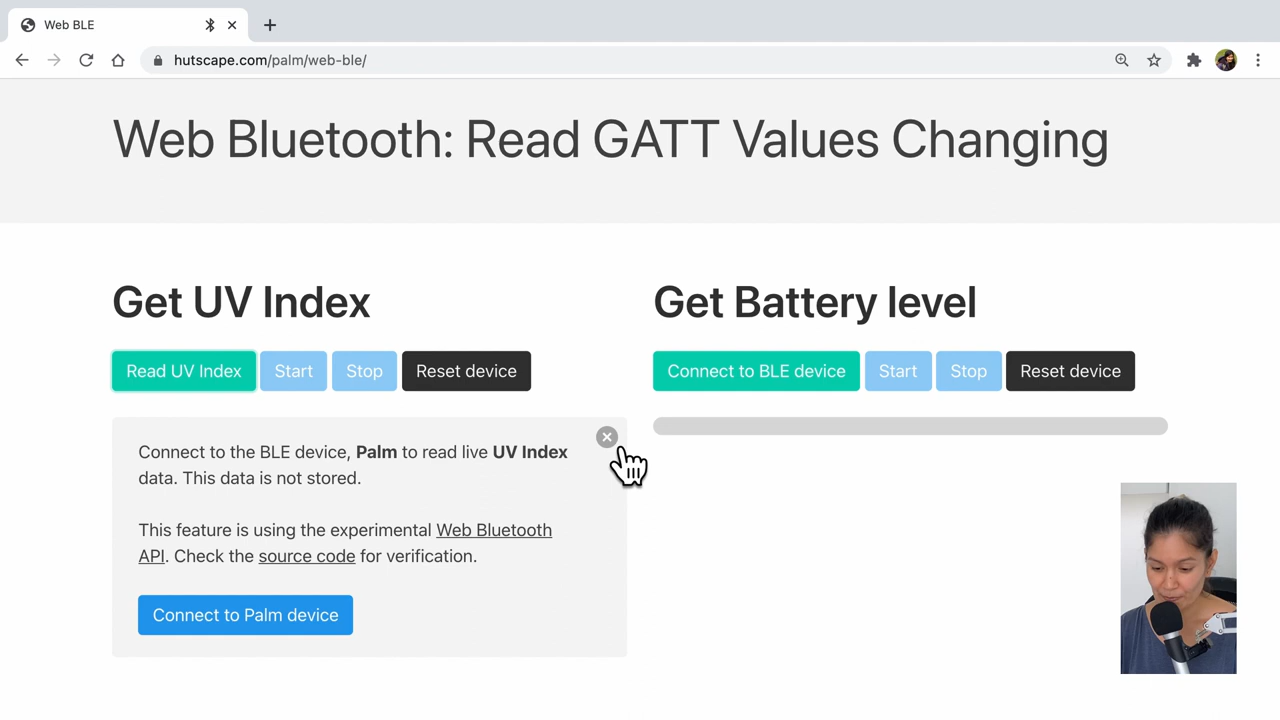 Web BLE
hutscape.com/palm/web-ble/
Web Bluetooth: Read GATT Values Changing
Get UV Index
Read UV Index Start Stop Reset device
Connect to the BLE device, Palm to read live UV Index
data. This data is not stored.
This feature is using the experimental Web Bluetooth
API. Check the source code for verification.
Connect to Palm device
Get Battery level
Connect to BLE device Start Stop Reset device